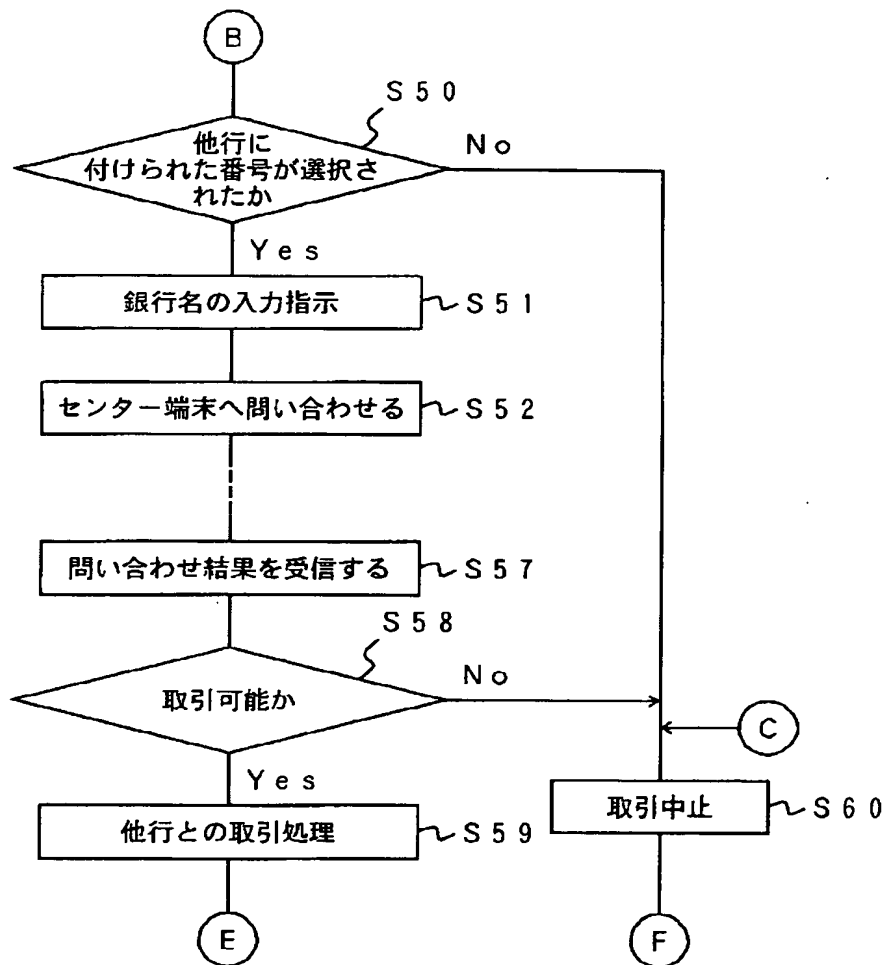 B
S50
他行に
付けられた番号が選択さ
れたか
No
Yes
銀行名の入力指示
S51
センター端末へ問い合わせる
S52
問い合わせ結果を受信する
S57
S58
取引可能か
No
C
Yes
取引中止
S60
他行との取引処理
S59
E
F